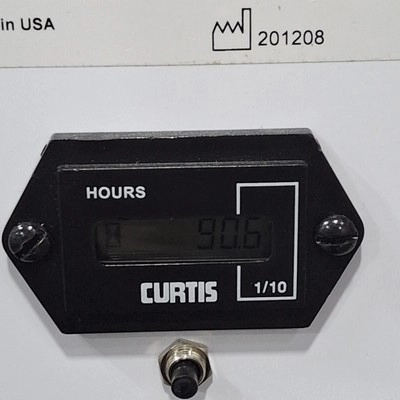 in USA
201208
HOURS
90.6
CURTIS
1/10